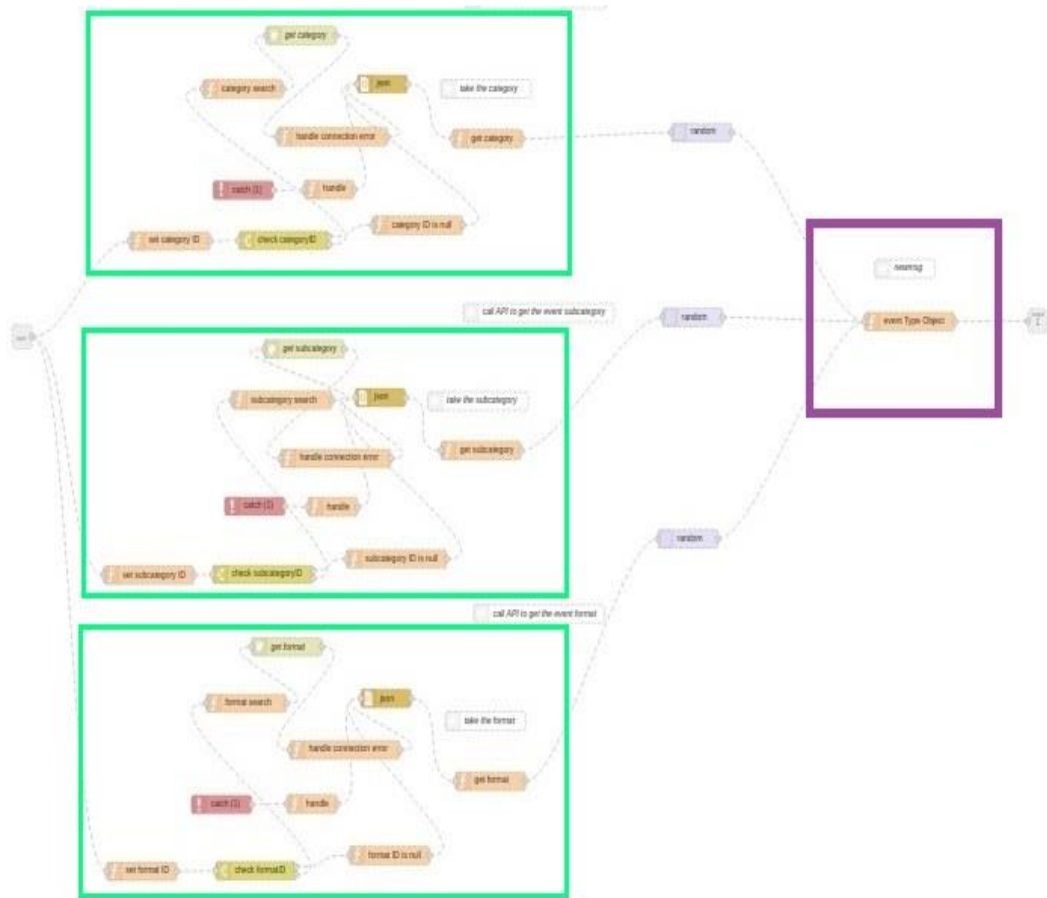 get category
category search
json
take the category
handle connection error
get category
random
catch (1)
handle
category ID is null
set category ID
check categoryID
newmsg
call API to get the event subcategory
random
event Type Object
get subcategory
subcategory search
json
take the subcategory
handle connection error
get subcategory
catch (1)
handle
random
subcategory ID is null
set subcategory ID
check subcategoryID
call API to get the event format
get format
format search
json
take the format
handle connection error
get format
catch (1)
handle
format ID is null
set format ID
check formatID